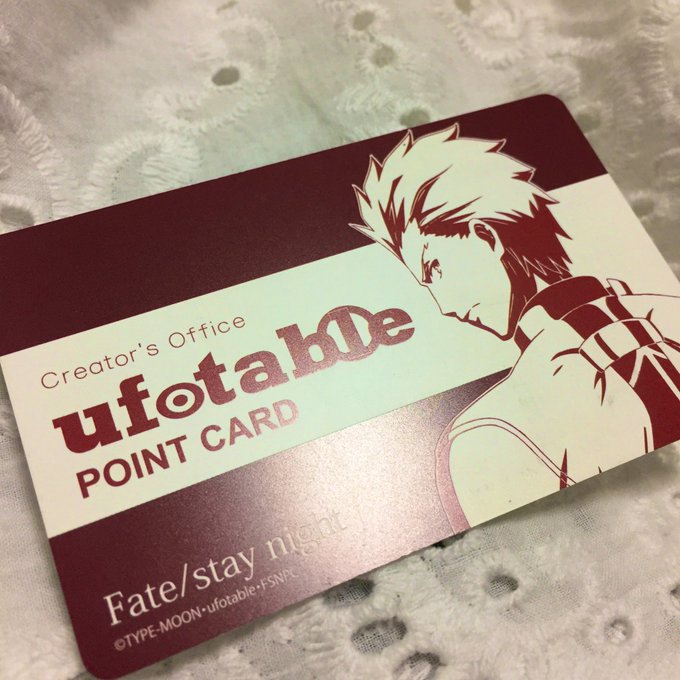 Creator's Office
ufotable
POINT CARD
Fate/stay night
©TYPE-MOON・ufotable・FSNPC